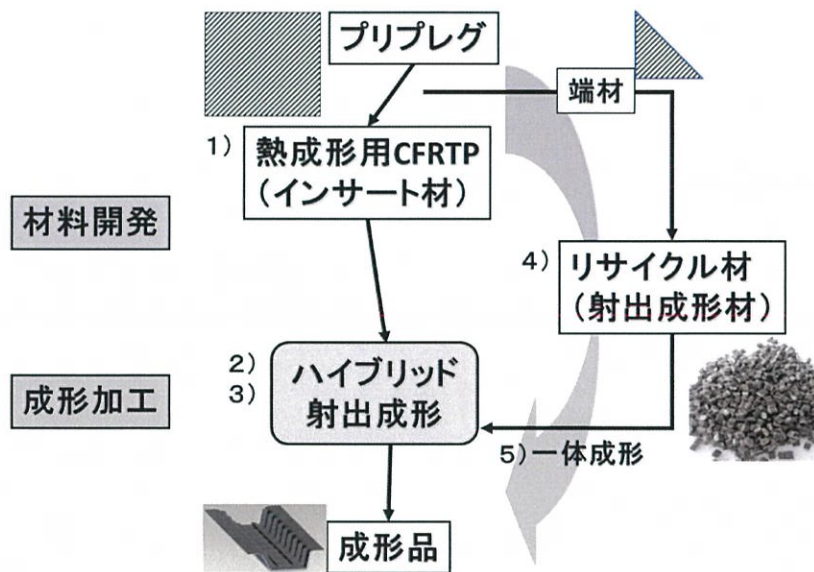 プリプレグ
端材
1) 熱成形用CFRTP
(インサート材)
材料開発
4) リサイクル材
(射出成形材)
2) ハイブリッド
3) 射出成形
成形加工
5)一体成形
成形品